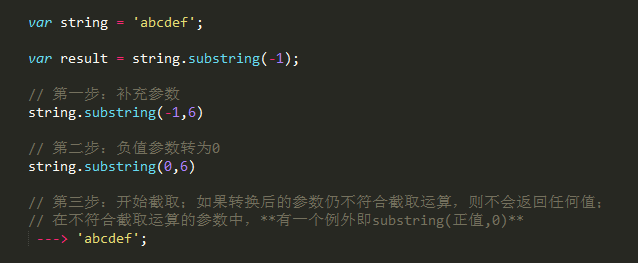 var string = 'abcdef';
var result = string.substring(-1);
// 第一步：补充参数
string.substring(-1,6)
// 第二步：负值参数转为0
string.substring(0,6)
// 第三步：开始截取；如果转换后的参数仍不符合截取运算，则不会返回任何值；
// 在不符合截取运算的参数中，**有一个例外即substring(正值,0)**
---> 'abcdef';